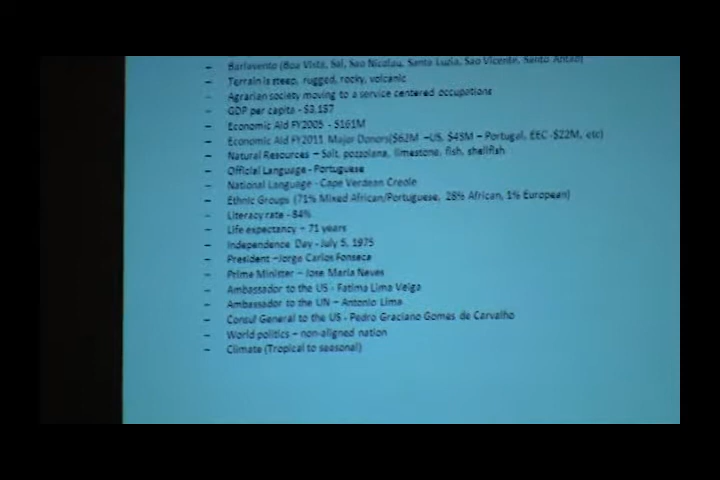 – Barlavento (Boa Vista, Sal, Sao Nicolau, Santa Luzia, Sao Vicente, Santo Antao)
– Terrain is steep, rugged, rocky, volcanic
– Agrarian society moving to a service centered occupations
– GDP per capita - $3,157
– Economic Aid FY2005 - $161M
– Economic Aid FY2011 Major Donors($62M –US, $45M – Portugal, EEC -$22M, etc)
– Natural Resources – Salt, pozzolana, limestone, fish, shellfish
– Official Language - Portuguese
– National Language - Cape Verdean Creole
– Ethnic Groups (71% Mixed African/Portuguese, 28% African, 1% European)
– Literacy rate - 84%
– Life expectancy – 71 years
– Independence Day - July 5, 1975
– President –Jorge Carlos Fonseca
– Prime Minister – Jose Maria Neves
– Ambassador to the US - Fatima Lima Veiga
– Ambassador to the UN – Antonio Lima
– Consul General to the US - Pedro Graciano Gomes de Carvalho
– World politics – non-aligned nation
– Climate (Tropical to seasonal)